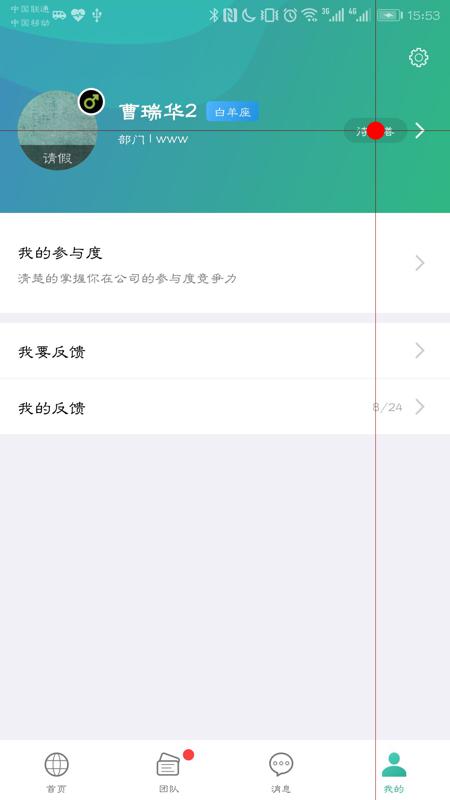 中国联通
中国移动
3G
4G
15:53
曹瑞华2
白羊座
部门 | www
请假
我的参与度
清楚的掌握你在公司的参与度竞争力
我要反馈
我的反馈
8/24
首页
团队
消息
我的